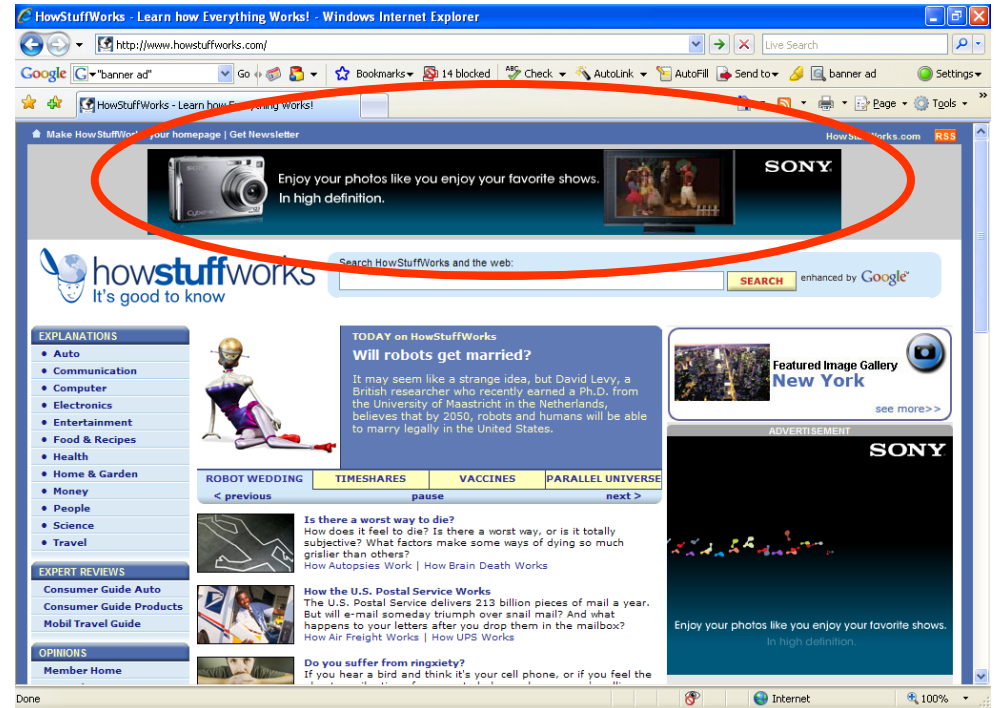 HowStuffWorks - Learn how Everything Works! - Windows Internet Explorer
http://www.howstuffworks.com/
Live Search
Google
G
"banner ad"
Go
Bookmarks
14 blocked
ABC
Check
AutoLink
AutoFill
Send to
banner ad
Settings
HowStuffWorks - Learn how Everything Works!
Page
Tools
Make HowStuffWorks your homepage | Get Newsletter
HowStuffWorks.com
RSS
Enjoy your photos like you enjoy your favorite shows.
In high definition.
SONY
howstuffworks
It's good to know
Search HowStuffWorks and the web:
SEARCH
enhanced by Google
EXPLANATIONS
• Auto
• Communication
• Computer
• Electronics
• Entertainment
• Food & Recipes
• Health
• Home & Garden
• Money
• People
• Science
• Travel
EXPERT REVIEWS
Consumer Guide Auto
Consumer Guide Products
Mobil Travel Guide
OPINIONS
Member Home
TODAY on HowStuffWorks
Will robots get married?
It may seem like a strange idea, but David Levy, a
British researcher who recently earned a Ph.D. from
the University of Maastricht in the Netherlands,
believes that by 2050, robots and humans will be able
to marry legally in the United States.
ROBOT WEDDING
TIMESHARES
VACCINES
PARALLEL UNIVERSE
< previous
pause
next >
Is there a worst way to die?
How does it feel to die? Is there a worst way, or is it totally
subjective? What factors make some ways of dying so much
grislier than others?
How Autopsies Work | How Brain Death Works
How the U.S. Postal Service Works
The U.S. Postal Service delivers 213 billion pieces of mail a year.
But will e-mail someday triumph over snail mail? And what
happens to your letters after you drop them in the mailbox?
How Air Freight Works | How UPS Works
Do you suffer from ringxiety?
If you hear a bird and think it's your cell phone, or if you feel the
Featured Image Gallery
New York
see more>>
ADVERTISEMENT
SONY
Enjoy your photos like you enjoy your favorite shows.
In high definition.
Done
Internet
100%